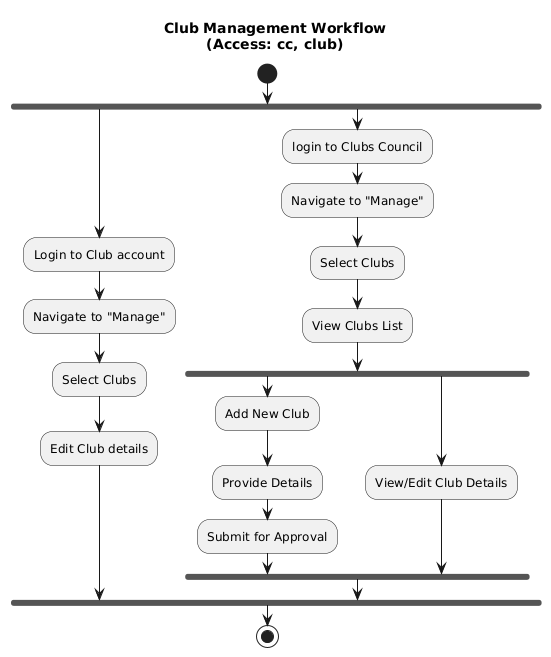 Club Management Workflow
(Access: cc, club)
login to Clubs Council
Navigate to "Manage"
Select Clubs
View Clubs List
Login to Club account
Navigate to "Manage"
Select Clubs
Edit Club details
Add New Club
Provide Details
Submit for Approval
View/Edit Club Details